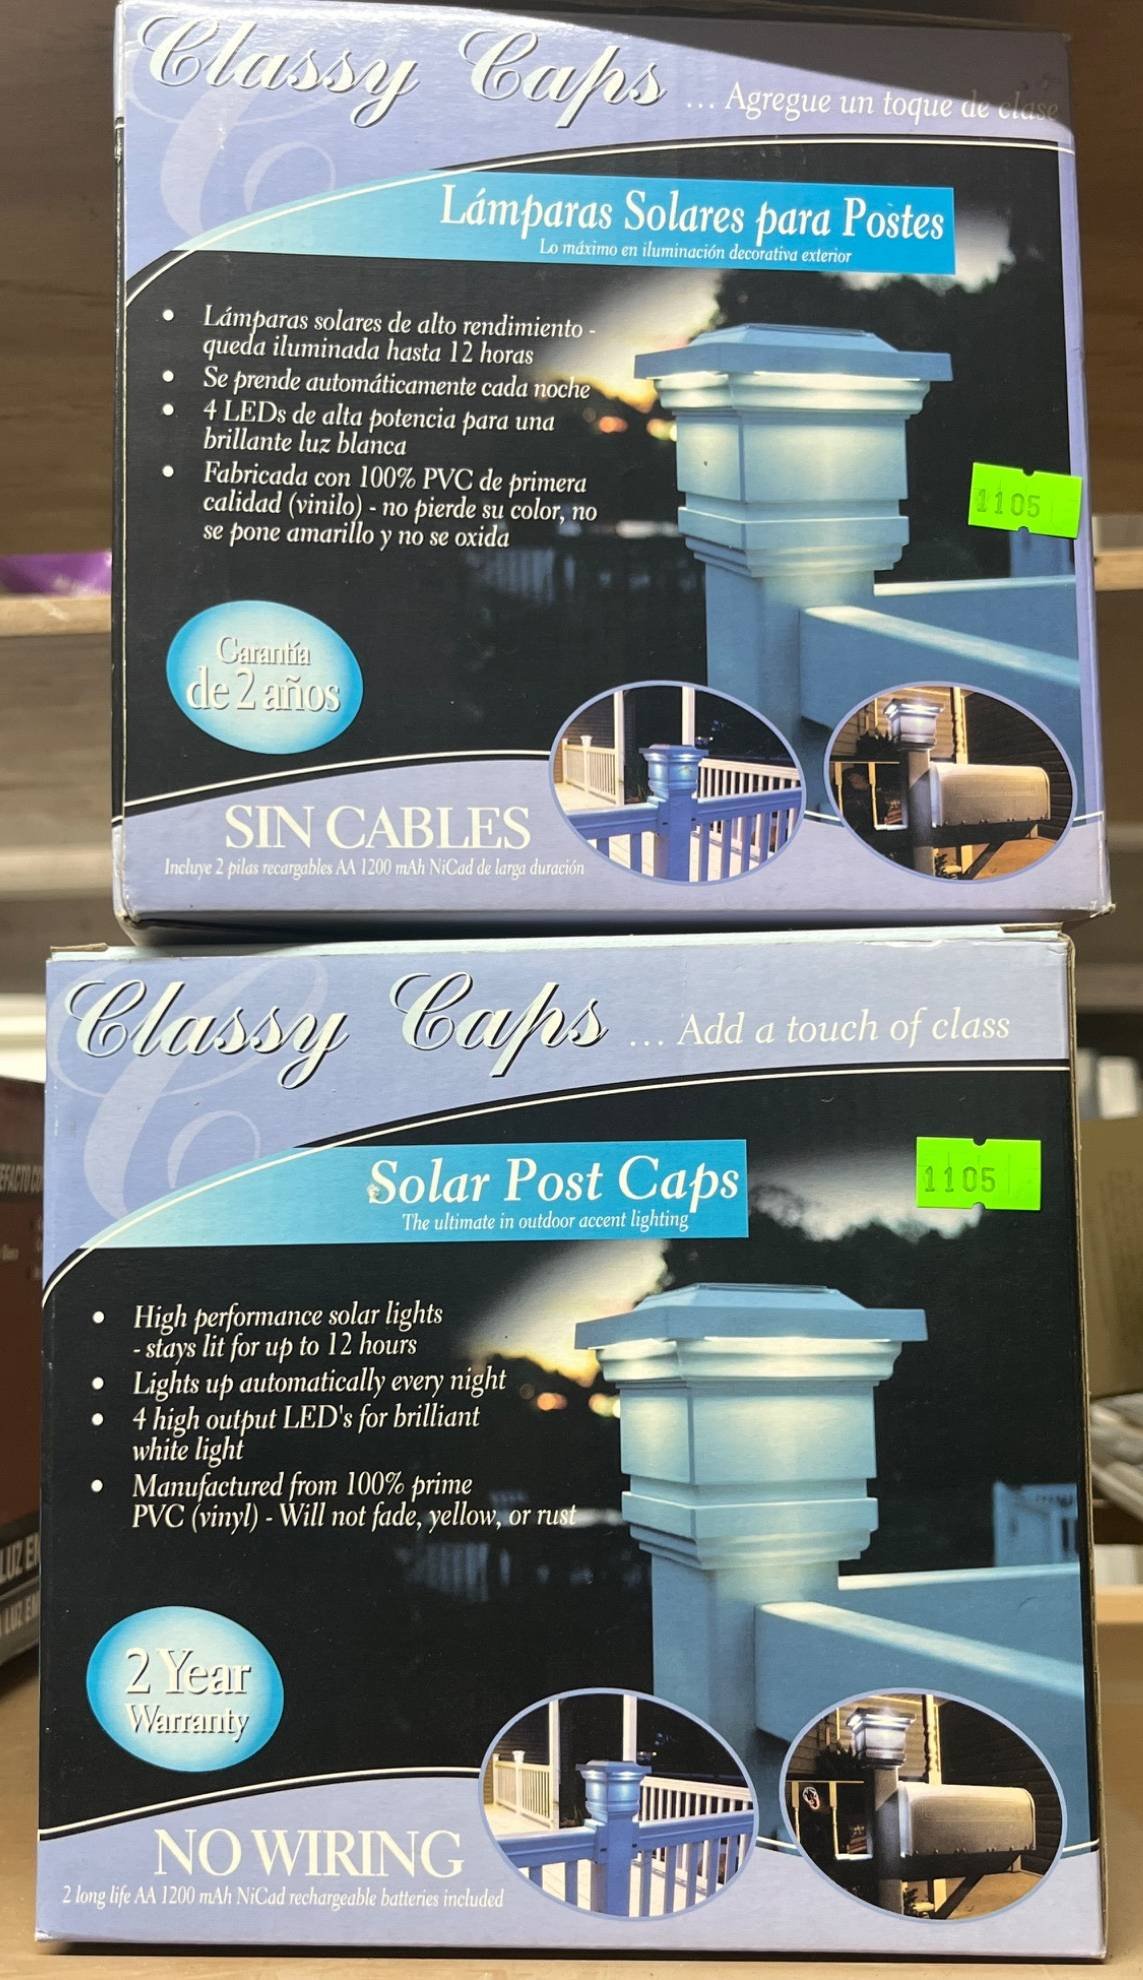 Classy Caps ... Agregue un toque de clase
Lámparas Solares para Postes
Lo máximo en iluminación decorativa exterior
• Lámparas solares de alto rendimiento -
queda iluminada hasta 12 horas
• Se prende automáticamente cada noche
• 4 LEDs de alta potencia para una
brillante luz blanca
• Fabricada con 100% PVC de primera
calidad (vinilo) - no pierde su color, no
se pone amarillo y no se oxida
1105
Garantía
de 2 años
SIN CABLES
Incluye 2 pilas recargables AA 1200 mAh NiCad de larga duración
Classy Caps ... Add a touch of class
Solar Post Caps
The ultimate in outdoor accent lighting
1105
• High performance solar lights
- stays lit for up to 12 hours
• Lights up automatically every night
• 4 high output LED's for brilliant
white light
• Manufactured from 100% prime
PVC (vinyl) - Will not fade, yellow, or rust
2 Year
Warranty
NO WIRING
2 long life AA 1200 mAh NiCad rechargeable batteries included